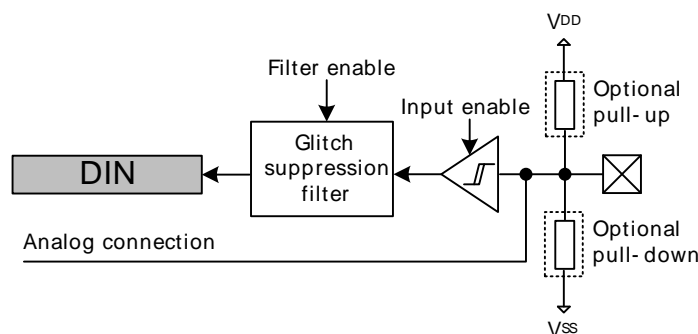 VDD
Filter enable
Optional
pull-up
Input enable
Glitch
suppression
filter
DIN
Analog connection
Optional
pull-down
VSS